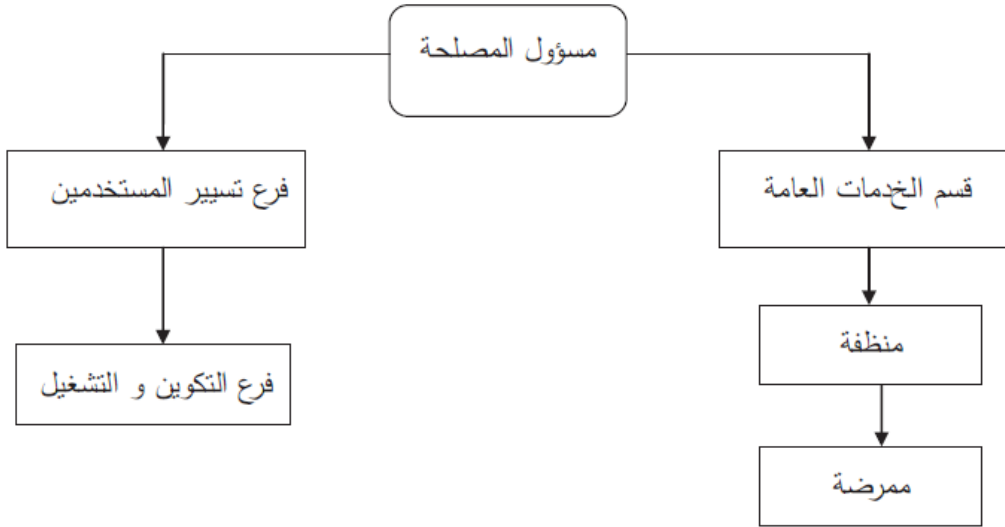 مسؤول المصلحة
قسم الخدمات العامة
فرع تسيير المستخدمين
منظفة
فرع التكوين و التشغيل
ممرضة